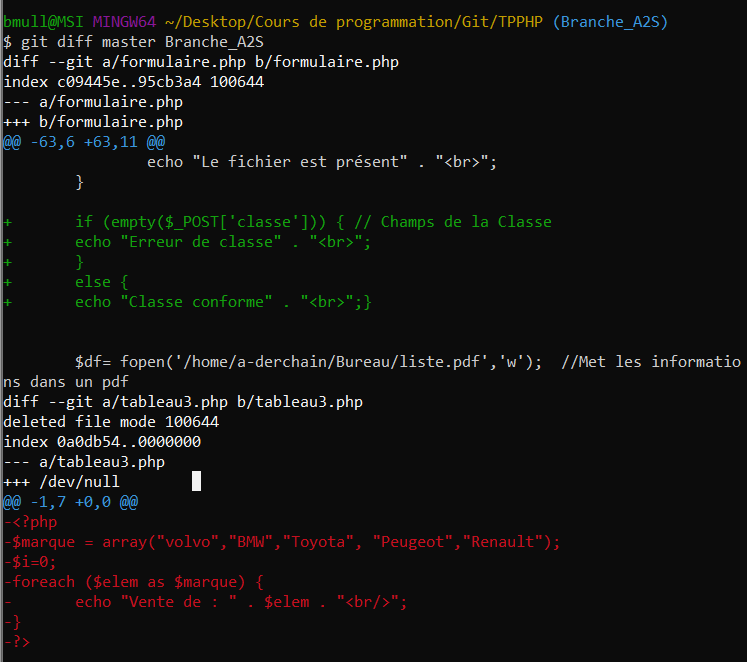 bmull@MSI MINGW64 ~/Desktop/Cours de programmation/Git/TPPHP (Branche_A2S)
$ git diff master Branche_A2S
diff --git a/formulaire.php b/formulaire.php
index c09445e..95cb3a4 100644
--- a/formulaire.php
+++ b/formulaire.php
@@ -63,6 +63,11 @@
                echo "Le fichier est présent" . "<br>";
        }

+       if (empty($_POST['classe'])) { // Champs de la Classe
+       echo "Erreur de classe" . "<br>";
+       }
+       else {
+       echo "Classe conforme" . "<br>";}


        $df= fopen('/home/a-derchain/Bureau/liste.pdf','w');  //Met les informatio
ns dans un pdf
diff --git a/tableau3.php b/tableau3.php
deleted file mode 100644
index 0a0db54..0000000
--- a/tableau3.php
+++ /dev/null
@@ -1,7 +0,0 @@
-<?php
-$marque = array("volvo","BMW","Toyota", "Peugeot","Renault");
-$i=0;
-foreach ($elem as $marque) {
-       echo "Vente de : " . $elem . "<br/>";
-}
-?>